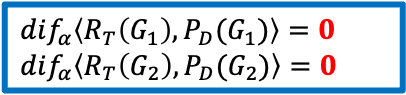 dif_α⟨R_T(G_1), P_D(G_1)⟩ = 0
dif_α⟨R_T(G_2), P_D(G_2)⟩ = 0